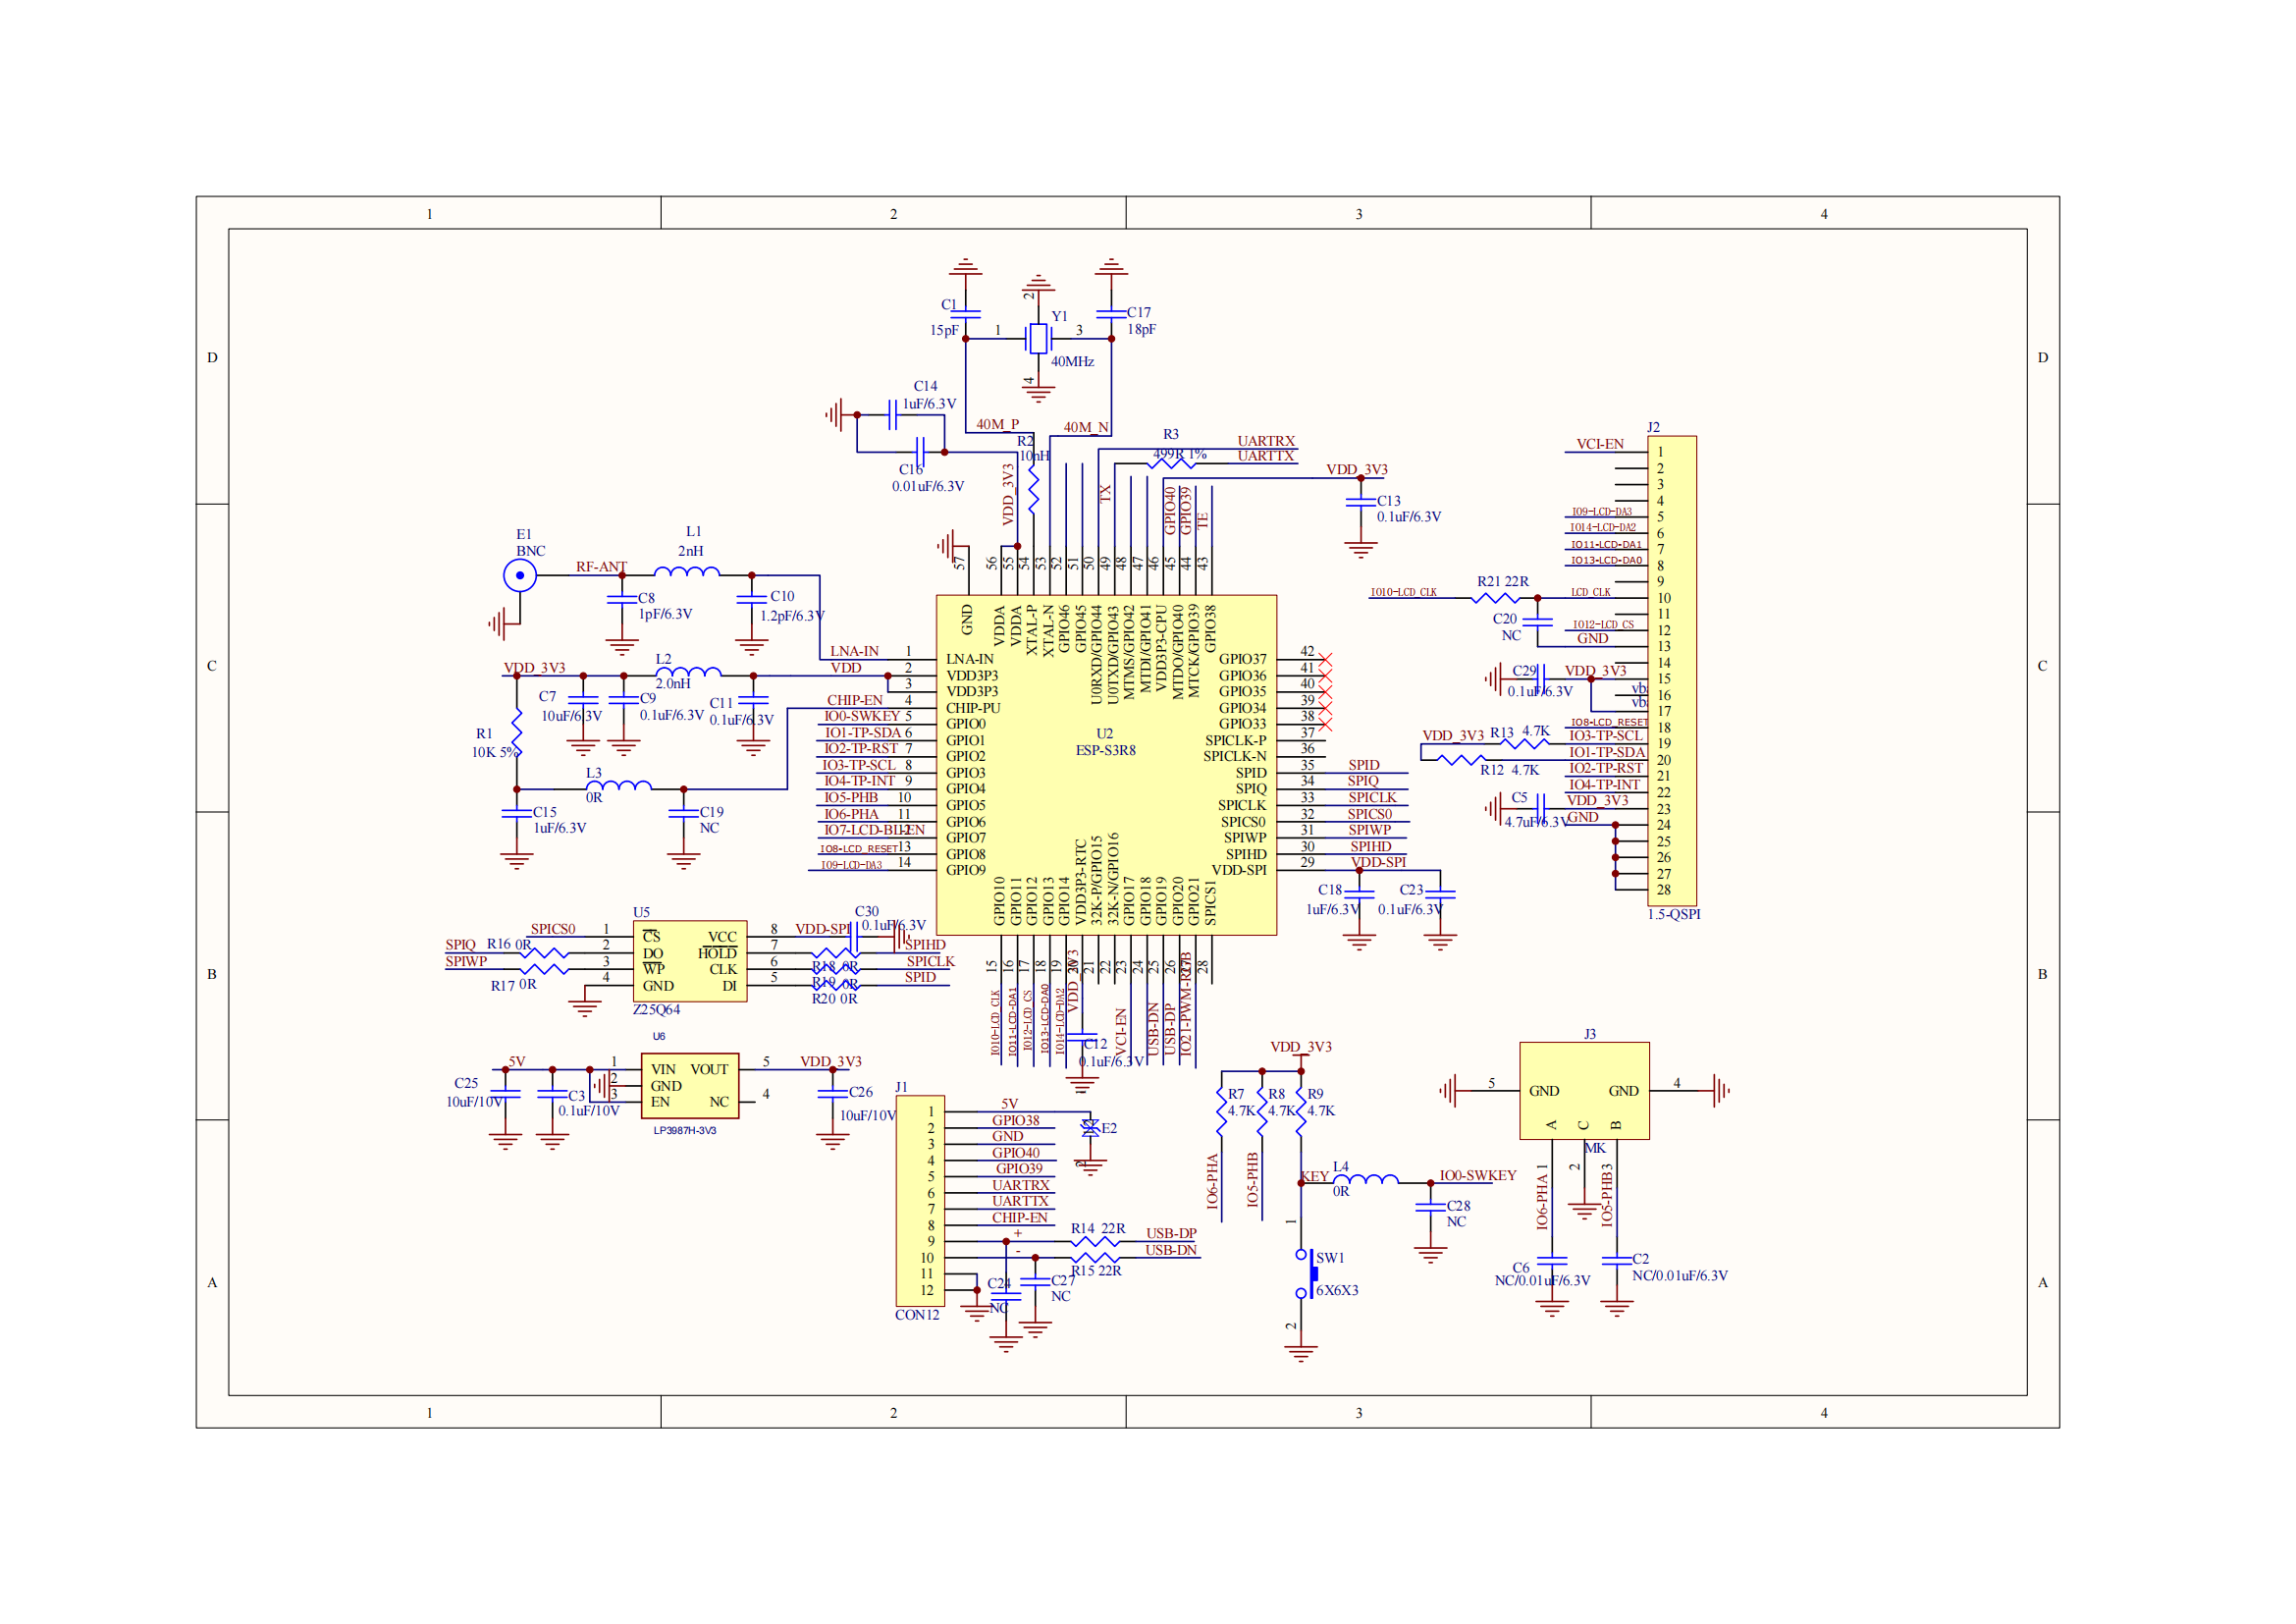 1 2 3 4
D C B A
D C B A
1 2 3 4
C1
15pF
2
1 3
Y1
40MHz
4
C17
18pF
C14
1uF/6.3V
C16
0.01uF/6.3V
40M_P
40M_N
R2
10nH
VDD_3V3
R3
499R 1%
UARTRX
UARTTX
TX
GPIO40
GPIO39
TE
VDD_3V3
C13
0.1uF/6.3V
57 56 55 54 53 52 51 50 49 48 47 46 45 44 43
GND
VDDA
VDDA
XTAL-P
XTAL-N
GPIO46
GPIO45
U0RXD/GPIO44
U0TXD/GPIO43
MTMS/GPIO42
MTDI/GPIO41
VDD3P3-CPU
MTDO/GPIO40
MTCK/GPIO39
GPIO38
E1
BNC
RF-ANT
L1
2nH
C8
1pF/6.3V
C10
1.2pF/6.3V
VDD_3V3
L2
2.0nH
C7
10uF/6.3V
C9
0.1uF/6.3V
C11
0.1uF/6.3V
R1
10K 5%
L3
0R
C15
1uF/6.3V
C19
NC
LNA-IN 1 LNA-IN
VDD 2 VDD3P3
3 VDD3P3
CHIP-EN 4 CHIP-PU
IO0-SWKEY 5 GPIO0
IO1-TP-SDA 6 GPIO1
IO2-TP-RST 7 GPIO2
IO3-TP-SCL 8 GPIO3
IO4-TP-INT 9 GPIO4
IO5-PHB 10 GPIO5
IO6-PHA 11 GPIO6
IO7-LCD-BL-EN 12 GPIO7
IO8-LCD_RESET 13 GPIO8
IO9-LCD-DA3 14 GPIO9
U2
ESP-S3R8
GPIO37 42
GPIO36 41
GPIO35 40
GPIO34 39
GPIO33 38
SPICLK-P 37
SPICLK-N 36
SPID 35 SPID
SPIQ 34 SPIQ
SPICLK 33 SPICLK
SPICS0 32 SPICS0
SPIWP 31 SPIWP
SPIHD 30 SPIHD
VDD-SPI 29 VDD-SPI
C18
1uF/6.3V
C23
0.1uF/6.3V
GPIO10
GPIO11
GPIO12
GPIO13
GPIO14
VDD3P3-RTC
32K-P/GPIO15
32K-N/GPIO16
GPIO17
GPIO18
GPIO19
GPIO20
GPIO21
SPICS1
15 16 17 18 19 20 21 22 23 24 25 26 27 28
IO10-LCD_CLK
IO11-LCD-DA1
IO12-LCD_CS
IO13-LCD-DA0
IO14-LCD-DA2
VDD_3V3
VCI-EN
USB-DN
USB-DP
IO21-PWM-RGB
C12
0.1uF/6.3V
J2
VCI-EN 1
2
3
4
IO9-LCD-DA3 5
IO14-LCD-DA2 6
IO11-LCD-DA1 7
IO13-LCD-DA0 8
9
LCD_CLK 10
11
IO12-LCD_CS 12
GND 13
14
VDD_3V3 15
vb 16
vb 17
IO8-LCD_RESET 18
IO3-TP-SCL 19
IO1-TP-SDA 20
IO2-TP-RST 21
IO4-TP-INT 22
VDD_3V3 23
GND 24
25
26
27
28
1.5-QSPI
IO10-LCD_CLK
R21 22R
C20
NC
C29
0.1uF/6.3V
VDD_3V3
R13 4.7K
R12 4.7K
C5
4.7uF/6.3V
U5
SPICS0 1 CS
SPIQ R16 0R 2 DO
SPIWP 3 WP
R17 0R 4 GND
VCC 8 VDD-SPI
HOLD 7 SPIHD
CLK 6 R18 0R SPICLK
DI 5 R19 0R SPID
R20 0R
C30
0.1uF/6.3V
Z25Q64
U6
5V 1 VIN
2 GND
3 EN
VOUT 5 VDD_3V3
NC 4
LP3987H-3V3
C25
10uF/10V
C3
0.1uF/10V
C26
10uF/10V
J1
1 5V
2 GPIO38
3 GND
4 GPIO40
5 GPIO39
6 UARTRX
7 UARTTX
8 CHIP-EN
9 +
10 -
11
12
CON12
1
E2
2
R14 22R USB-DP
USB-DN
R15 22R
C24
NC
C27
NC
VDD_3V3
R7
4.7K
R8
4.7K
R9
4.7K
IO6-PHA
IO5-PHB
KEY
L4
0R
IO0-SWKEY
C28
NC
1
SW1
6X6X3
2
J3
5 GND GND 4
A C B
MK
1 2 3
IO6-PHA
IO5-PHB
C6
NC/0.01uF/6.3V
C2
NC/0.01uF/6.3V